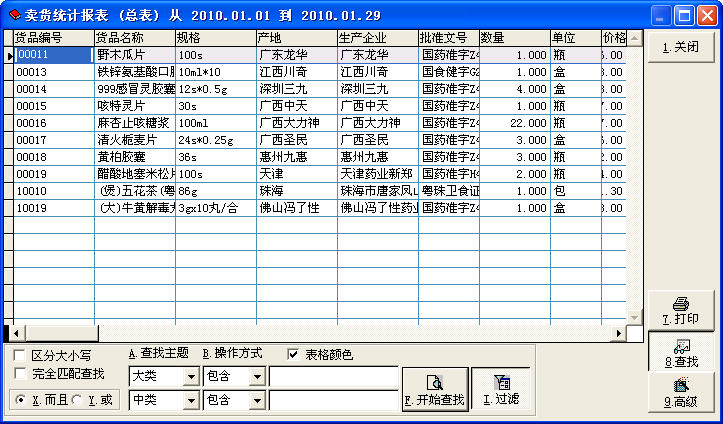 卖货统计报表 (总表) 从 2010.01.01 到 2010.01.29
货品编号 货品名称 规格 产地 生产企业 批准文号 数量 单位 价格
00011 野木瓜片 100s 广东龙华 广东龙华 国药准字Z4 1.000 瓶 5.00
00013 铁锌氨基酸口服 10ml*10 江西川奇 江西川奇 国食健字G2 3.000 盒 8.00
00014 999感冒灵胶囊 12s*0.5g 深圳三九 深圳三九 国药准字Z4 4.000 盒 8.00
00015 咳特灵片 30s 广西中天 广西中天 国药准字Z4 1.000 瓶 7.00
00016 麻杏止咳糖浆 100ml 广西大力神 广西大力神 国药准字Z4 22.000 瓶 7.00
00017 清火栀麦片 24s*0.25g 广西圣民 广西圣民 国药准字Z4 3.000 盒 6.00
00018 黄柏胶囊 36s 惠州九惠 惠州九惠 国药准字Z4 3.000 瓶 2.00
00019 醋酸地塞米松片 100s 天津 天津药业新郑 国药准字H4 2.000 瓶 4.00
10010 (煲)五花茶(粤 86g 珠海 珠海市唐家凤山 粤珠卫食证 1.000 包 1.30
10019 (大)牛黄解毒丸 3gx10丸/合 佛山冯了性 佛山冯了性药业 国药准字Z4 1.000 盒 8.00
1.关闭
7.打印
8.查找
9.高级
区分大小写 A.查找主题 B.操作方式 表格颜色
完全匹配查找 大类 包含
X.而且 Y.或 中类 包含
F.开始查找 I.过滤